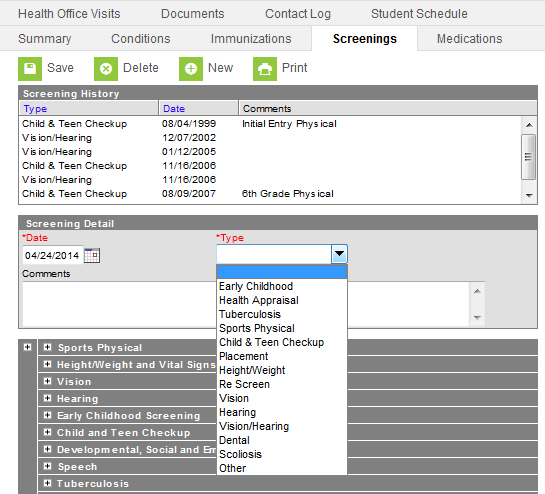 Health Office Visits Documents Contact Log Student Schedule
Summary Conditions Immunizations Screenings Medications
Save Delete New Print
Screening History
Type Date Comments
Child & Teen Checkup 08/04/1999 Initial Entry Physical
Vision/Hearing 12/07/2002
Vision/Hearing 01/12/2005
Child & Teen Checkup 11/16/2006
Vision/Hearing 11/16/2006
Child & Teen Checkup 08/09/2007 6th Grade Physical
Screening Detail
*Date *Type
04/24/2014
Comments
Early Childhood
Health Appraisal
Tuberculosis
Sports Physical
Child & Teen Checkup
Placement
Height/Weight
Re Screen
Vision
Hearing
Vision/Hearing
Dental
Scoliosis
Other
Sports Physical
Height/Weight and Vital Signs
Vision
Hearing
Early Childhood Screening
Child and Teen Checkup
Developmental, Social and Em
Speech
Tuberculosis